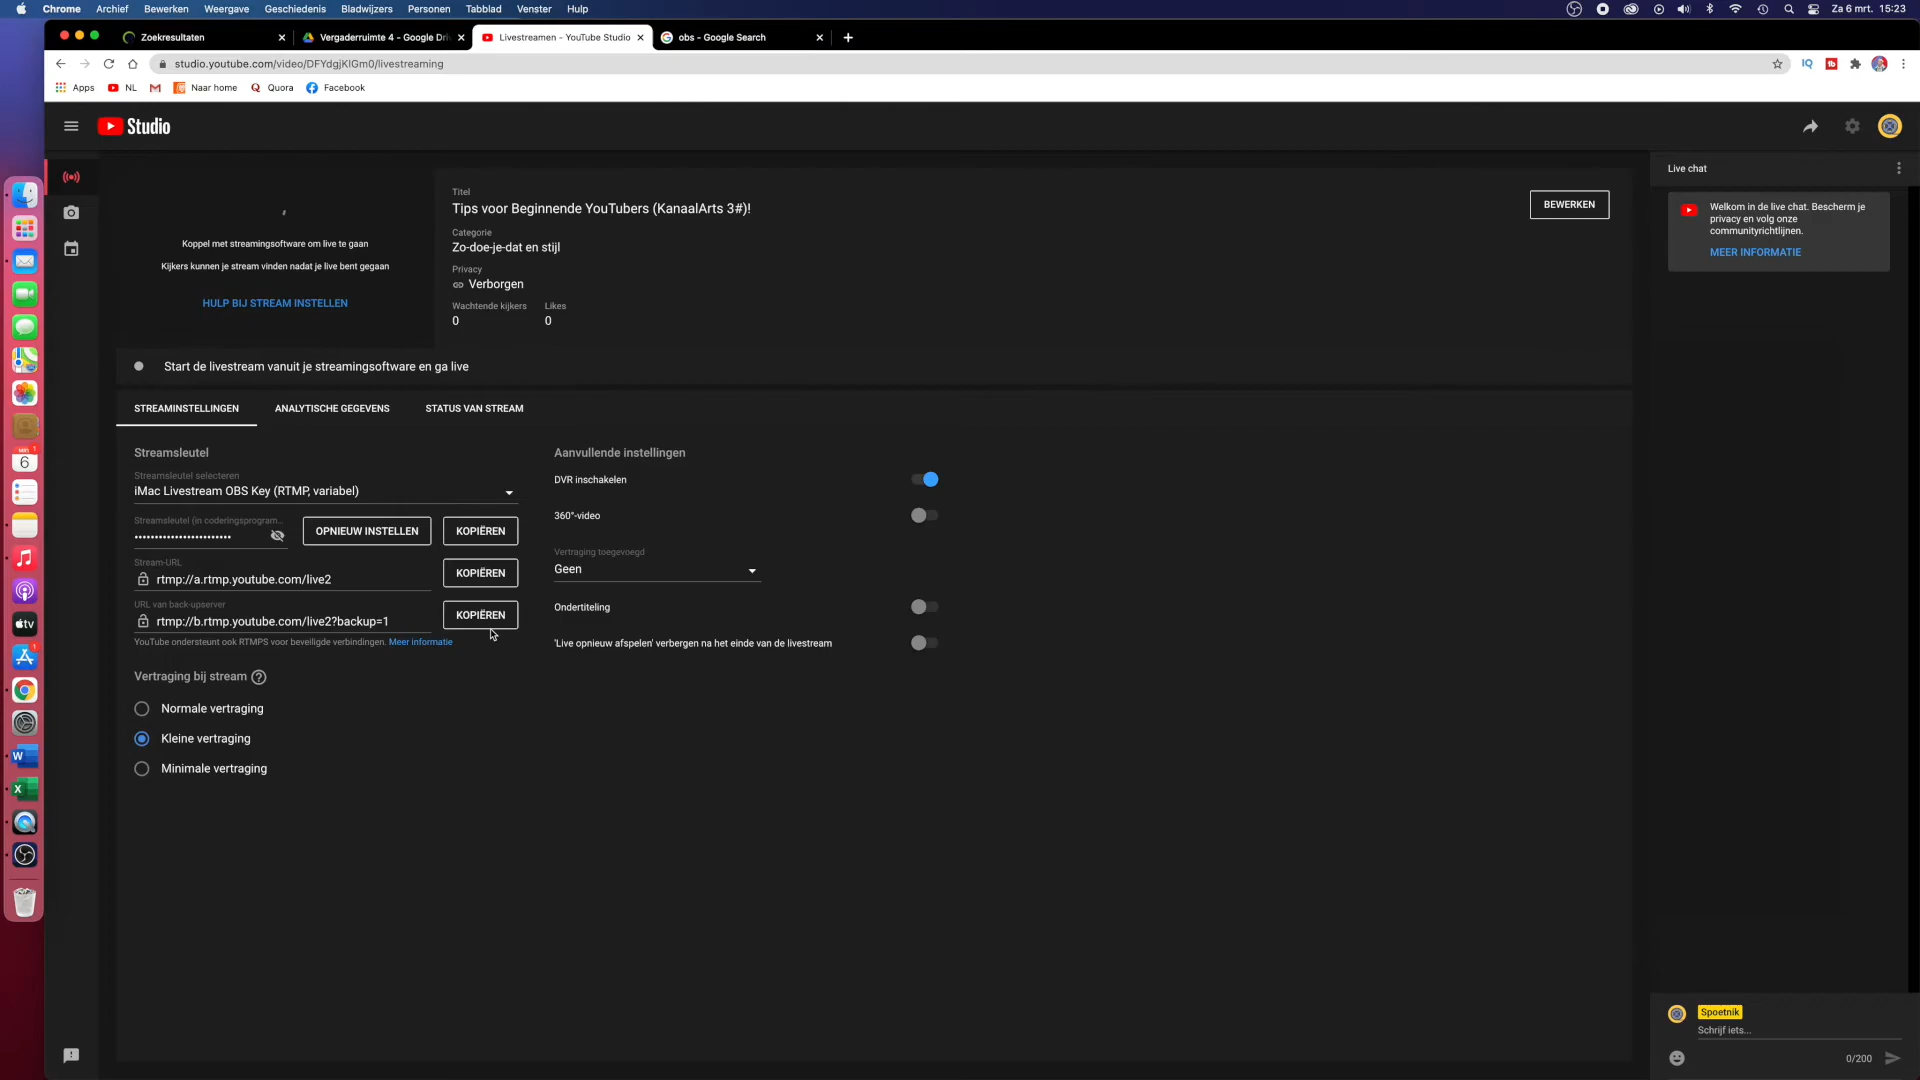 Chrome Archief Bewerken Weergave Geschiedenis Bladwijzers Personen Tabblad Venster Hulp
Za 6 mrt. 15:23
Zoekresultaten
Vergaderruimte 4 - Google Dri
Livestreamen - YouTube Studio
obs - Google Search
studio.youtube.com/video/DFYdgjKlGm0/livestreaming
Apps NL Naar home Quora Facebook
Studio
Koppel met streamingsoftware om live te gaan
Kijkers kunnen je stream vinden nadat je live bent gegaan
HULP BIJ STREAM INSTELLEN
Titel
Tips voor Beginnende YouTubers (KanaalArts 3#)!
Categorie
Zo-doe-je-dat en stijl
Privacy
Verborgen
Wachtende kijkers Likes
0 0
BEWERKEN
Start de livestream vanuit je streamingsoftware en ga live
STREAMINSTELLINGEN ANALYTISCHE GEGEVENS STATUS VAN STREAM
Streamsleutel
Streamsleutel selecteren
iMac Livestream OBS Key (RTMP, variabel)
Streamsleutel (in coderingsprogram...
OPNIEUW INSTELLEN KOPIËREN
Stream-URL
rtmp://a.rtmp.youtube.com/live2
KOPIËREN
URL van back-upserver
rtmp://b.rtmp.youtube.com/live2?backup=1
KOPIËREN
YouTube ondersteunt ook RTMPS voor beveiligde verbindingen. Meer informatie
Vertraging bij stream
Normale vertraging
Kleine vertraging
Minimale vertraging
Aanvullende instellingen
DVR inschakelen
360°-video
Vertraging toegevoegd
Geen
Ondertiteling
'Live opnieuw afspelen' verbergen na het einde van de livestream
Live chat
Welkom in de live chat. Bescherm je
privacy en volg onze
communityrichtlijnen.
MEER INFORMATIE
Spoetnik
Schrijf iets...
0/200